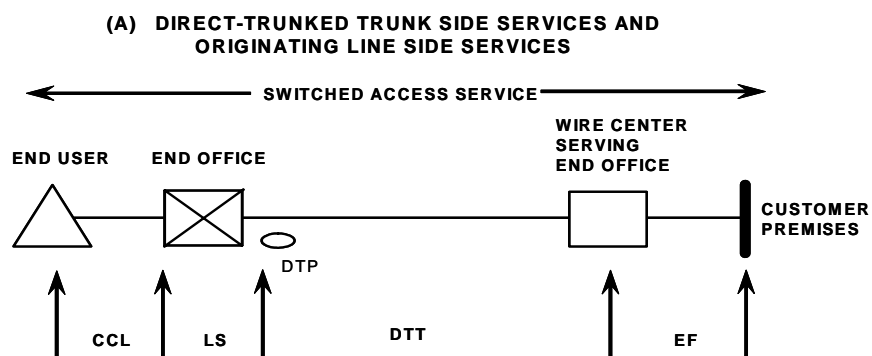 (A) DIRECT-TRUNKED TRUNK SIDE SERVICES AND
ORIGINATING LINE SIDE SERVICES
SWITCHED ACCESS SERVICE
WIRE CENTER
SERVING
END OFFICE
END USER
END OFFICE
CUSTOMER
PREMISES
DTP
CCL
LS
DTT
EF